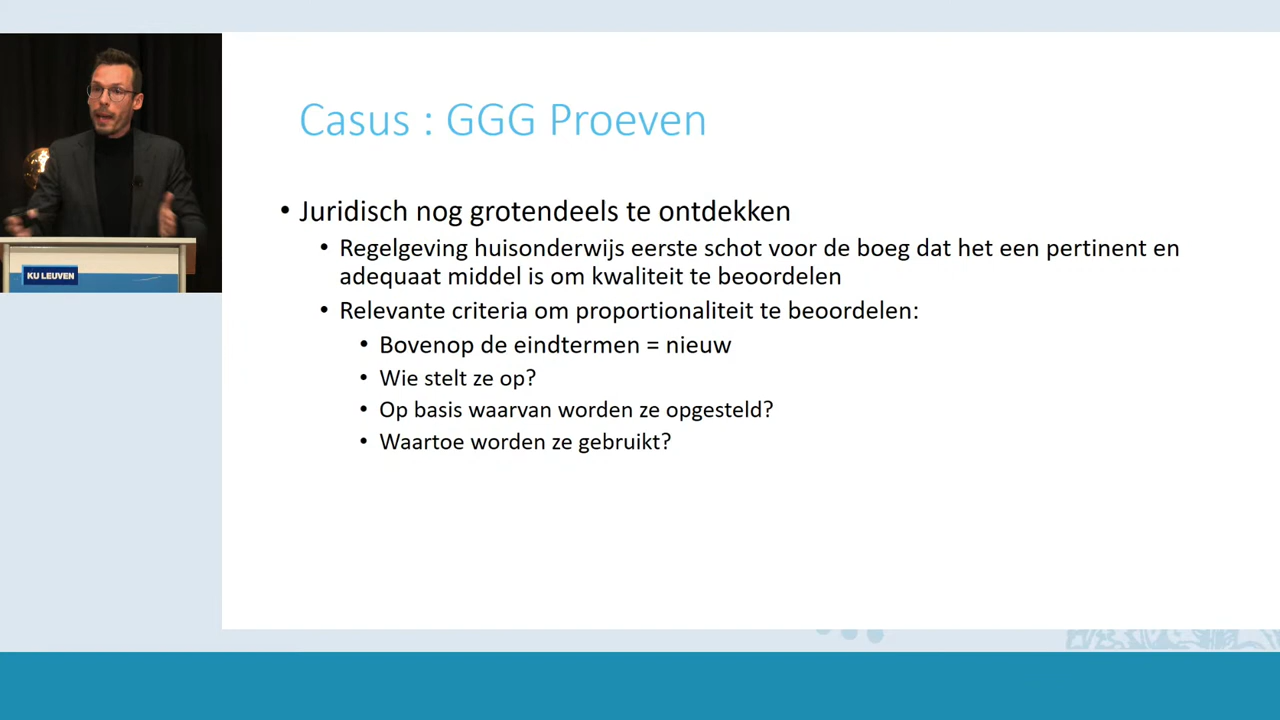 Casus : GGG Proeven
• Juridisch nog grotendeels te ontdekken
• Regelgeving huisonderwijs eerste schot voor de boeg dat het een pertinent en
adequaat middel is om kwaliteit te beoordelen
• Relevante criteria om proportionaliteit te beoordelen:
• Bovenop de eindtermen = nieuw
• Wie stelt ze op?
• Op basis waarvan worden ze opgesteld?
• Waartoe worden ze gebruikt?
KU LEUVEN